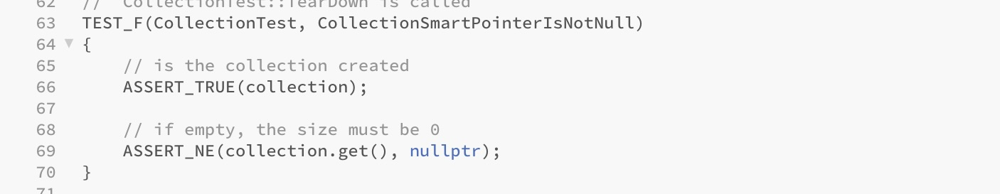 62 // CollectionTest::TearDown is called
63 TEST_F(CollectionTest, CollectionSmartPointerIsNotNull)
64 ▼ {
65 // is the collection created
66 ASSERT_TRUE(collection);
67
68 // if empty, the size must be 0
69 ASSERT_NE(collection.get(), nullptr);
70 }
71